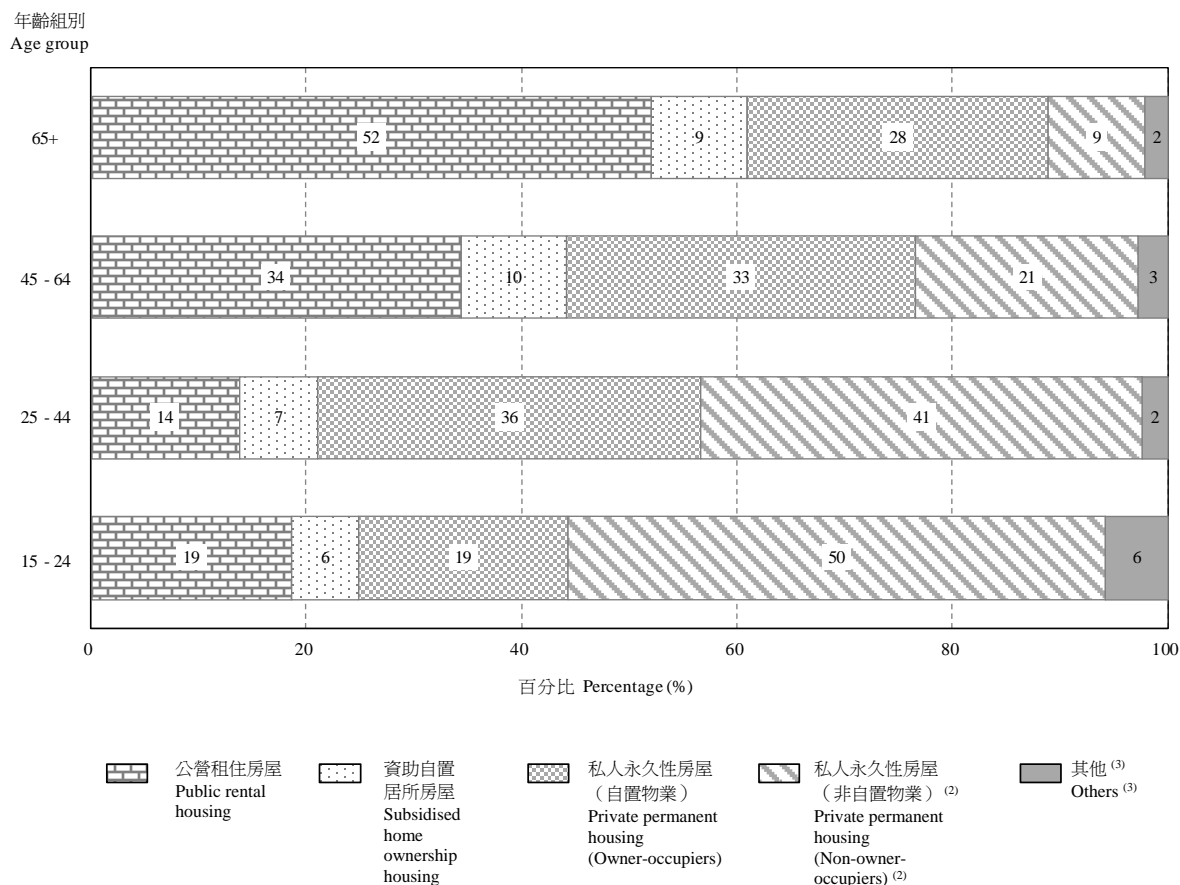 年齡組別
Age group
65+
52
9
28
9
2
45 - 64
34
10
33
21
3
25 - 44
14
7
36
41
2
15 - 24
19
6
19
50
6
0
20
40
60
80
100
百分比 Percentage (%)
公營租住房屋
Public rental
housing
資助自置
居所房屋
Subsidised
home
ownership
housing
私人永久性房屋
（自置物業）
Private permanent
housing
(Owner-occupiers)
私人永久性房屋
（非自置物業）(2)
Private permanent
housing
(Non-owner-
occupiers) (2)
其他 (3)
Others (3)